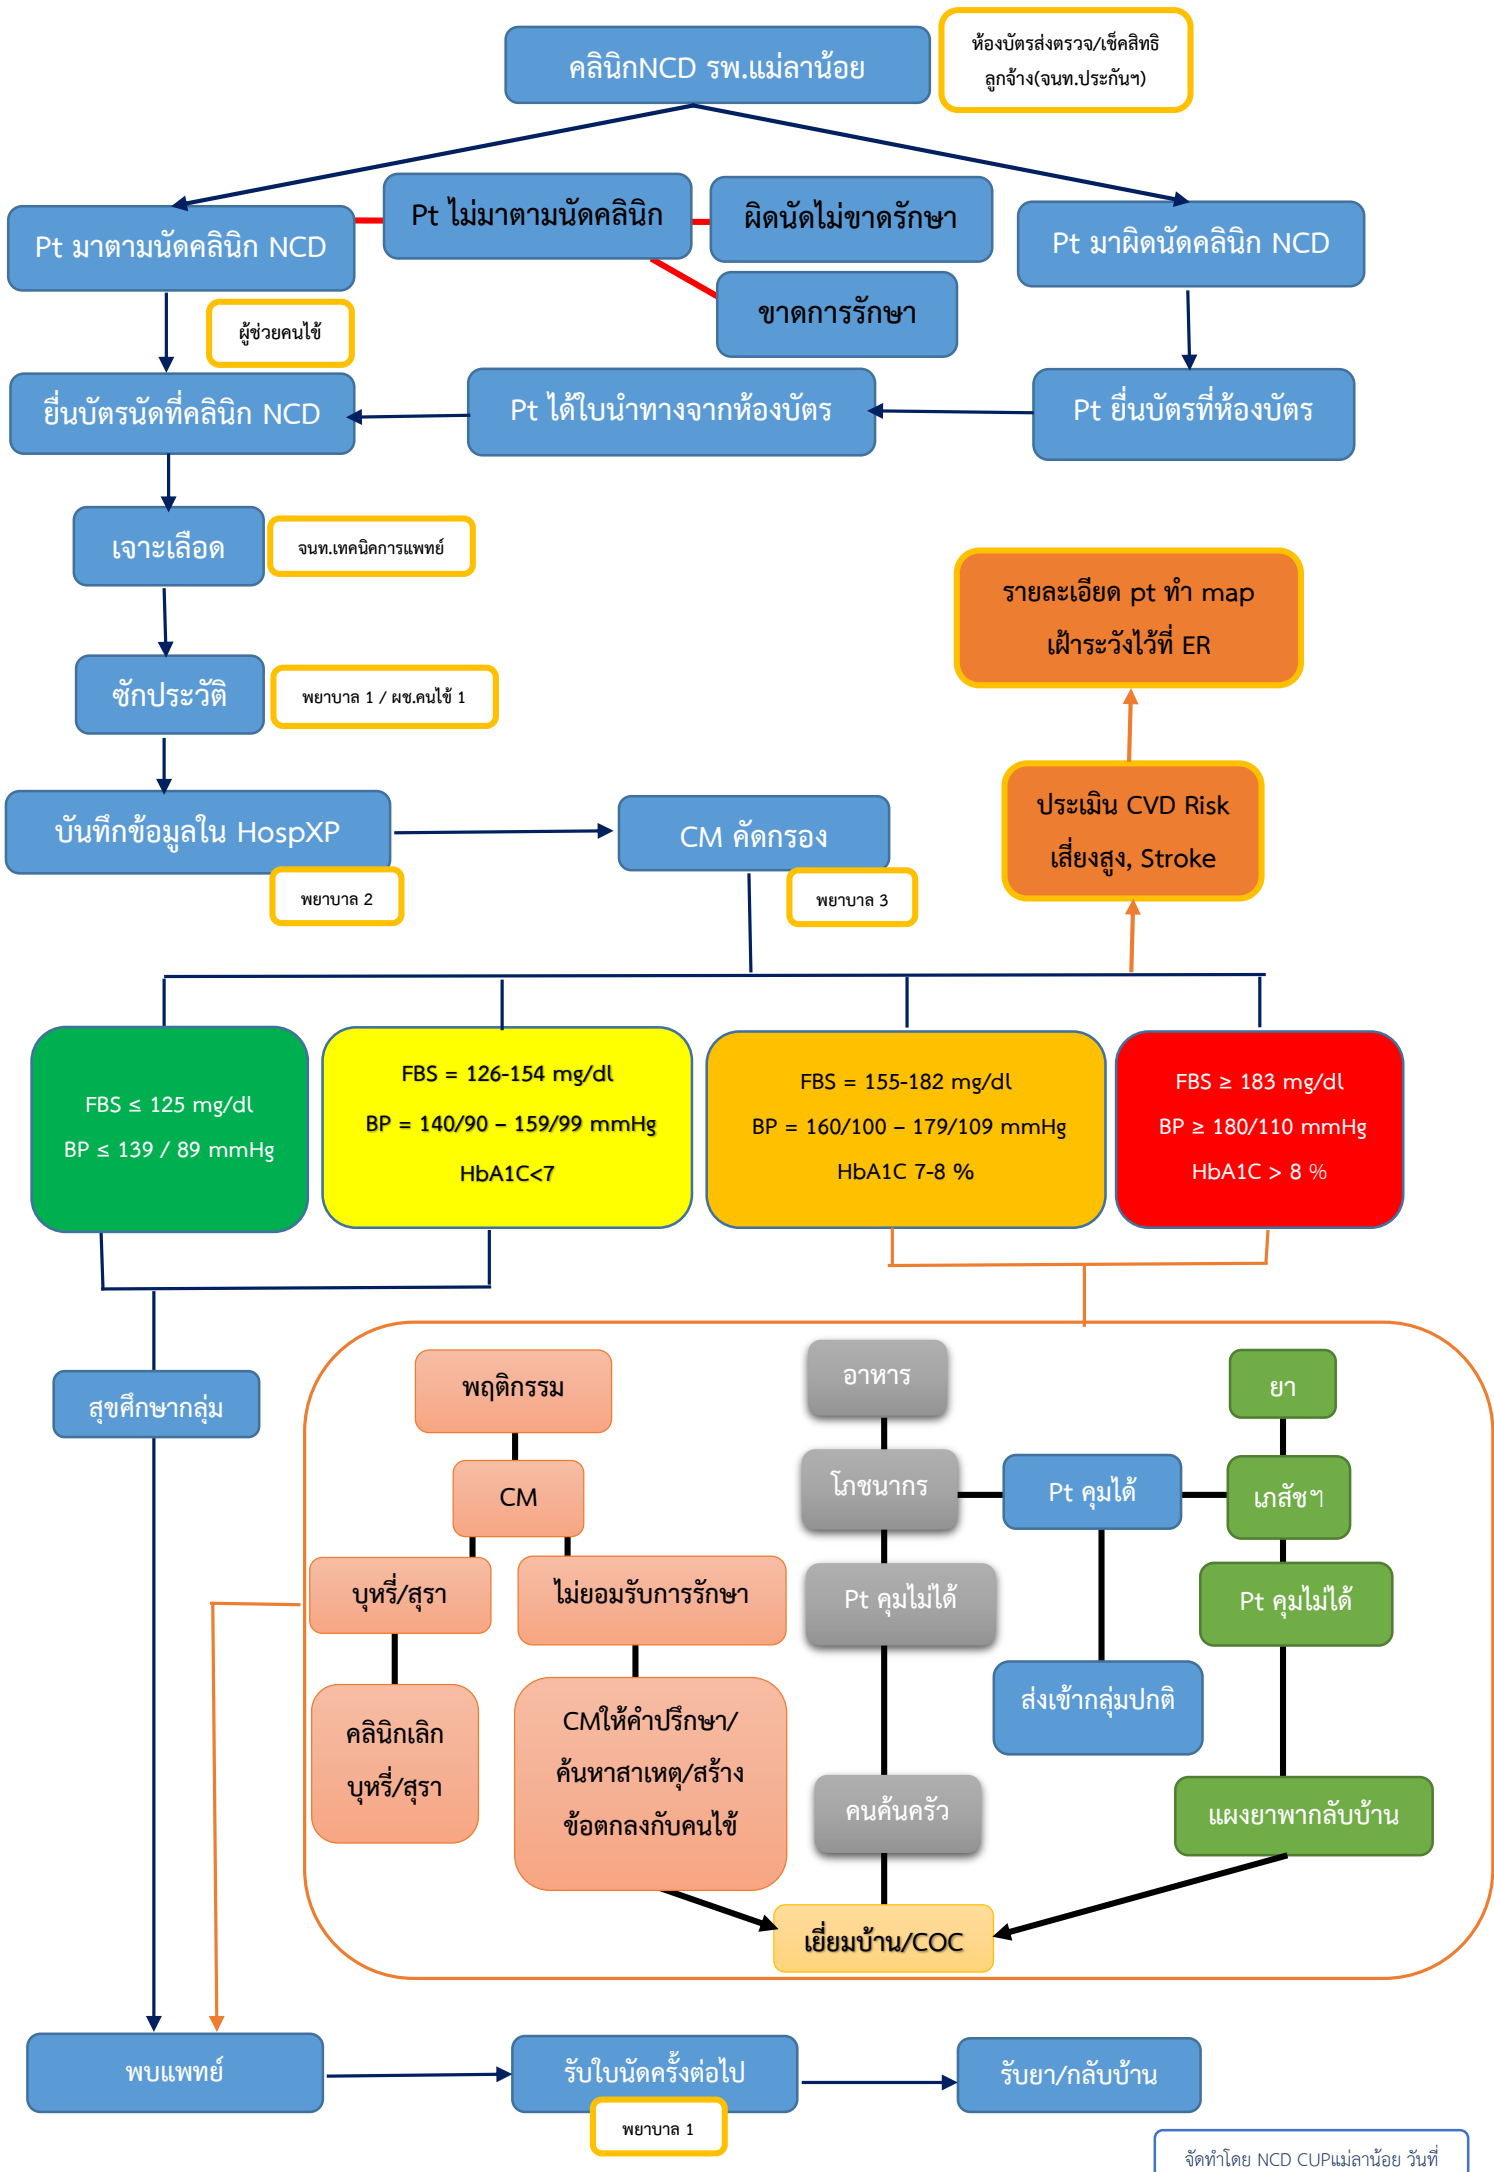 คลินิกNCD รพ.แม่ลาน้อย
ห้องบัตรส่งตรวจ/เช็คสิทธิ
ลูกจ้าง(จนท.ประกันฯ)
Pt มาตามนัดคลินิก NCD
Pt ไม่มาตามนัดคลินิก
ผิดนัดไม่ขาดรักษา
Pt มาผิดนัดคลินิก NCD
ขาดการรักษา
ผู้ช่วยคนไข้
ยื่นบัตรนัดที่คลินิก NCD
Pt ได้ใบนำทางจากห้องบัตร
Pt ยื่นบัตรที่ห้องบัตร
เจาะเลือด
จนท.เทคนิคการแพทย์
รายละเอียด pt ทำ map
เฝ้าระวังไว้ที่ ER
ซักประวัติ
พยาบาล 1 / ผช.คนไข้ 1
ประเมิน CVD Risk
เสี่ยงสูง, Stroke
บันทึกข้อมูลใน HospXP
CM คัดกรอง
พยาบาล 2
พยาบาล 3
FBS ≤ 125 mg/dl
BP ≤ 139 / 89 mmHg
FBS = 126-154 mg/dl
BP = 140/90 – 159/99 mmHg
HbA1C<7
FBS = 155-182 mg/dl
BP = 160/100 – 179/109 mmHg
HbA1C 7-8 %
FBS ≥ 183 mg/dl
BP ≥ 180/110 mmHg
HbA1C > 8 %
สุขศึกษากลุ่ม
พฤติกรรม
อาหาร
ยา
CM
โภชนากร
Pt คุมได้
เภสัชฯ
บุหรี่/สุรา
ไม่ยอมรับการรักษา
Pt คุมไม่ได้
Pt คุมไม่ได้
คลินิกเลิก
บุหรี่/สุรา
CMให้คำปรึกษา/
ค้นหาสาเหตุ/สร้าง
ข้อตกลงกับคนไข้
ส่งเข้ากลุ่มปกติ
คนค้นครัว
แผงยาพากลับบ้าน
เยี่ยมบ้าน/COC
พบแพทย์
รับใบนัดครั้งต่อไป
รับยา/กลับบ้าน
พยาบาล 1
จัดทำโดย NCD CUPแม่ลาน้อย วันที่